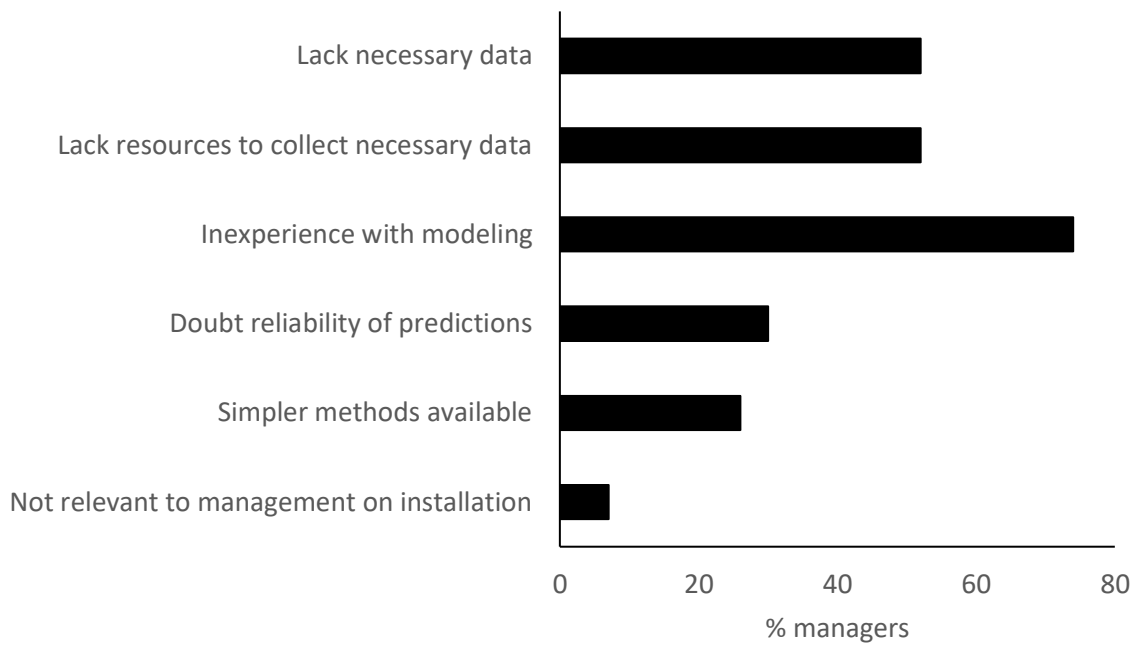 Lack necessary data
Lack resources to collect necessary data
Inexperience with modeling
Doubt reliability of predictions
Simpler methods available
Not relevant to management on installation
0 20 40 60 80
% managers